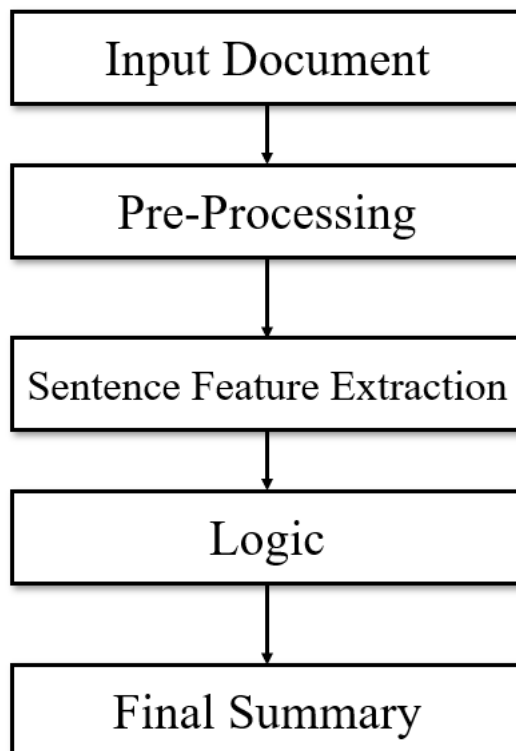 Input Document
Pre-Processing
Sentence Feature Extraction
Logic
Final Summary